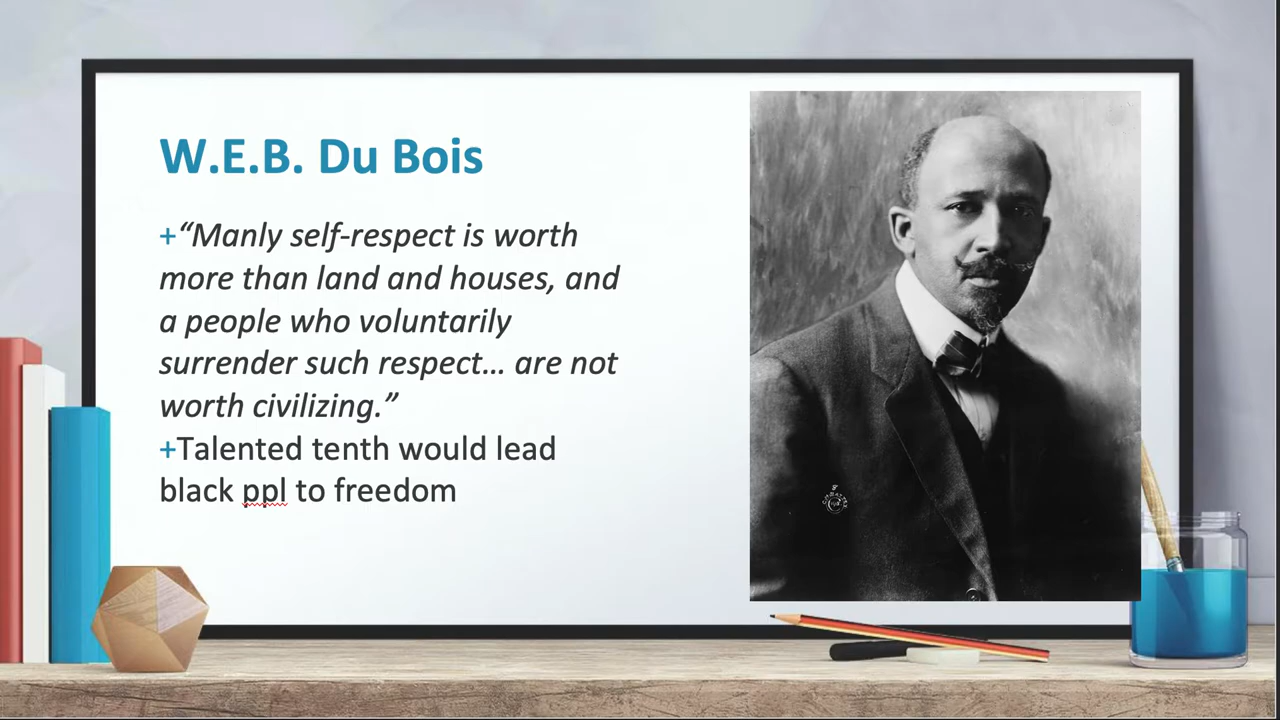 W.E.B. Du Bois
+“Manly self-respect is worth
more than land and houses, and
a people who voluntarily
surrender such respect… are not
worth civilizing.”
+Talented tenth would lead
black ppl to freedom